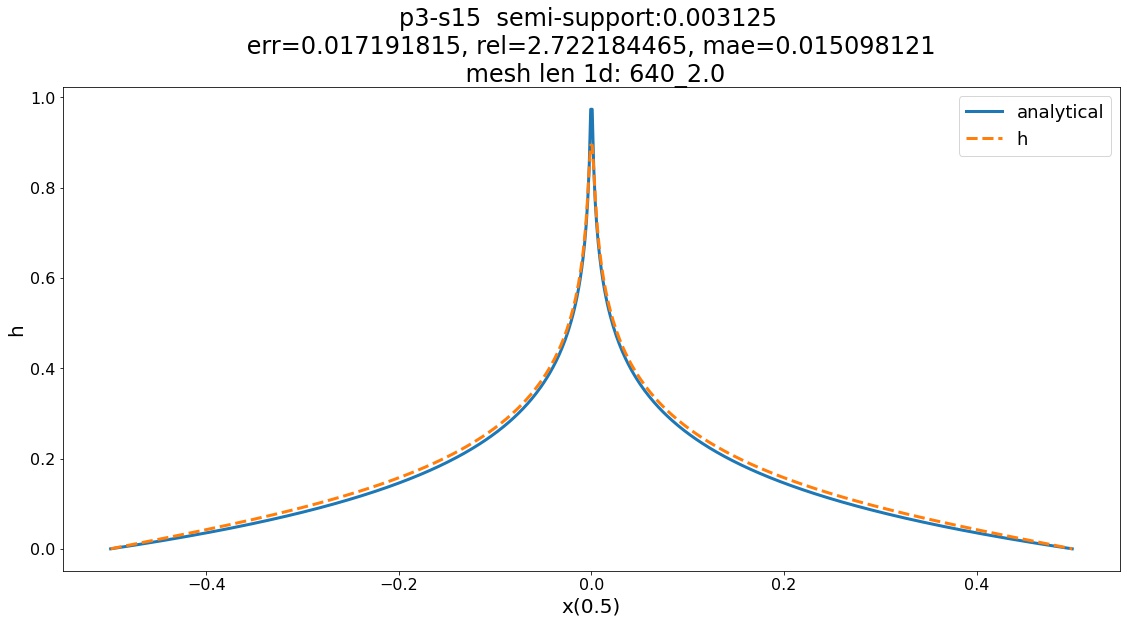 p3-s15  semi-support:0.003125
err=0.017191815, rel=2.722184465, mae=0.015098121
mesh len 1d: 640_2.0
analytical
h
1.0
0.8
0.6
0.4
0.2
0.0
h
−0.4
−0.2
0.0
0.2
0.4
x(0.5)